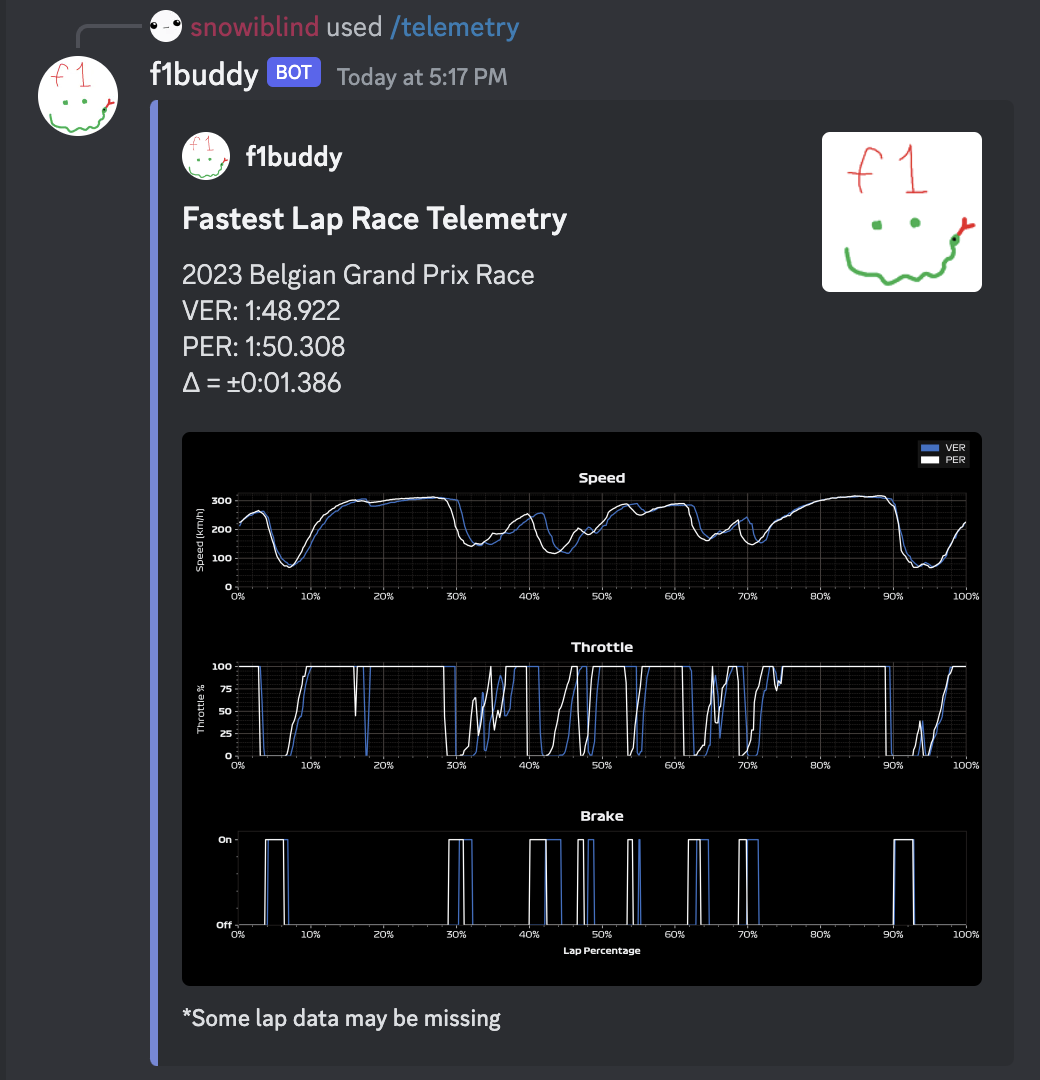 snowiblind used /telemetry
f1buddy BOT Today at 5:17 PM
f1
f1buddy
f1
f1
Fastest Lap Race Telemetry
2023 Belgian Grand Prix Race
VER: 1:48.922
PER: 1:50.308
Δ = ±0:01.386
VER
PER
Speed
Speed (km/h)
300
200
100
0
0% 10% 20% 30% 40% 50% 60% 70% 80% 90% 100%
Throttle
Throttle %
100
75
50
25
0
0% 10% 20% 30% 40% 50% 60% 70% 80% 90% 100%
Brake
On
Off
0% 10% 20% 30% 40% 50% 60% 70% 80% 90% 100%
Lap Percentage
*Some lap data may be missing